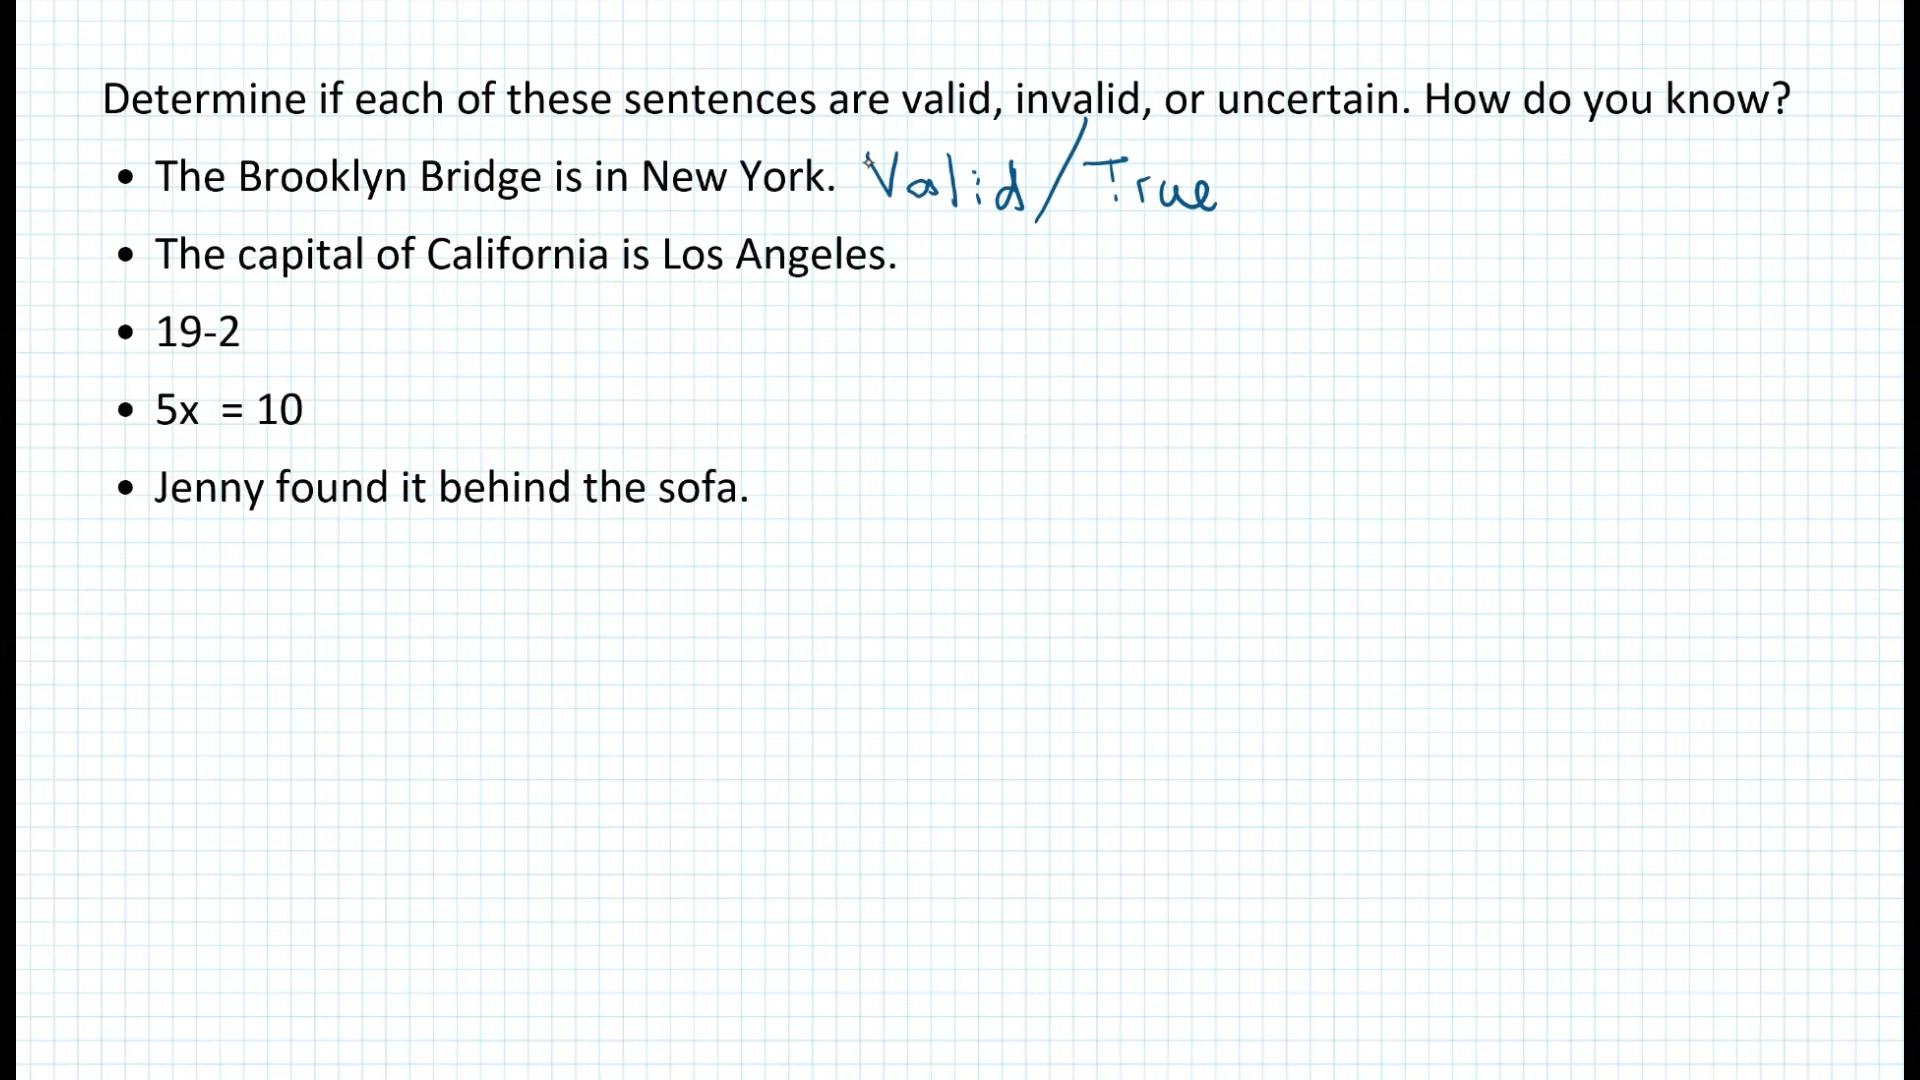 Determine if each of these sentences are valid, invalid, or uncertain. How do you know?
• The Brooklyn Bridge is in New York. Valid/True
• The capital of California is Los Angeles.
• 19-2
• 5x = 10
• Jenny found it behind the sofa.